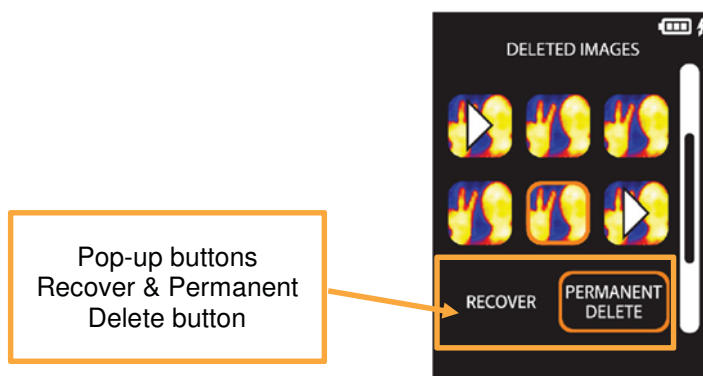 DELETED IMAGES
Pop-up buttons
Recover & Permanent
Delete button
RECOVER
PERMANENT
DELETE